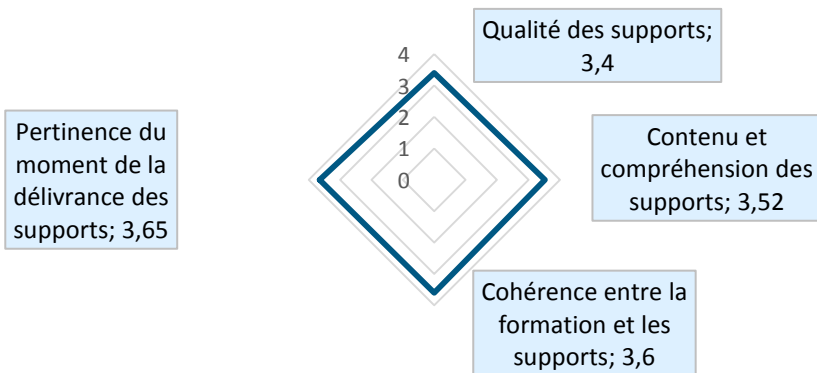 Qualité des supports;
3,4
4
3
2
1
0
Pertinence du
moment de la
délivrance des
supports; 3,65
Contenu et
compréhension des
supports; 3,52
Cohérence entre la
formation et les
supports; 3,6